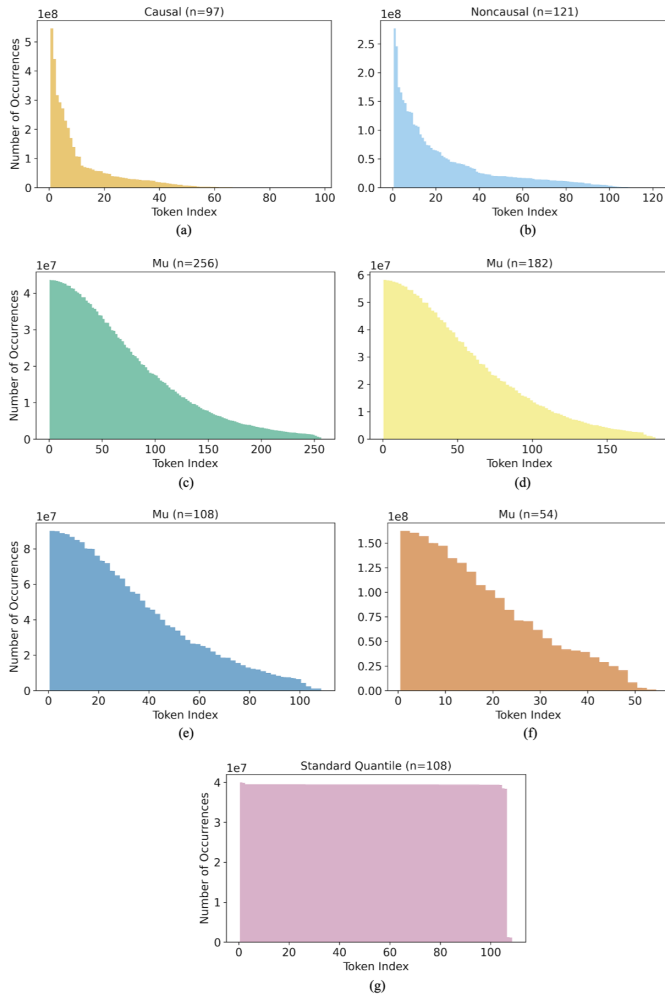 Causal (n=97)
1e8
5
4
3
2
1
0
Number of Occurrences
0 20 40 60 80 100
Token Index
(a)
Noncausal (n=121)
1e8
2.5
2.0
1.5
1.0
0.5
0.0
0 20 40 60 80 100 120
Token Index
(b)
Mu (n=256)
1e7
4
3
2
1
0
Number of Occurrences
0 50 100 150 200 250
Token Index
(c)
Mu (n=182)
1e7
6
5
4
3
2
1
0
0 50 100 150
Token Index
(d)
Mu (n=108)
1e7
8
6
4
2
0
Number of Occurrences
0 20 40 60 80 100
Token Index
(e)
Mu (n=54)
1e8
1.50
1.25
1.00
0.75
0.50
0.25
0.00
0 10 20 30 40 50
Token Index
(f)
Standard Quantile (n=108)
1e7
4
3
2
1
0
Number of Occurrences
0 20 40 60 80 100
Token Index
(g)